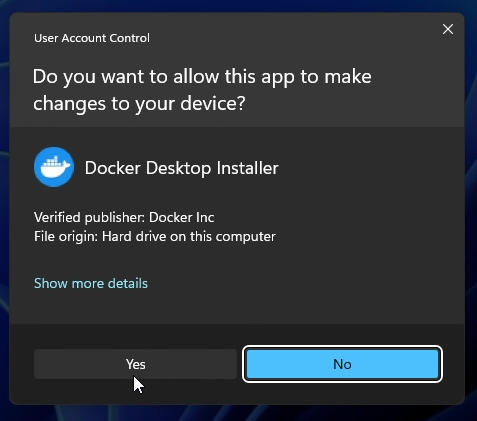 User Account Control
Do you want to allow this app to make
changes to your device?
Docker Desktop Installer
Verified publisher: Docker Inc
File origin: Hard drive on this computer
Show more details
Yes
No